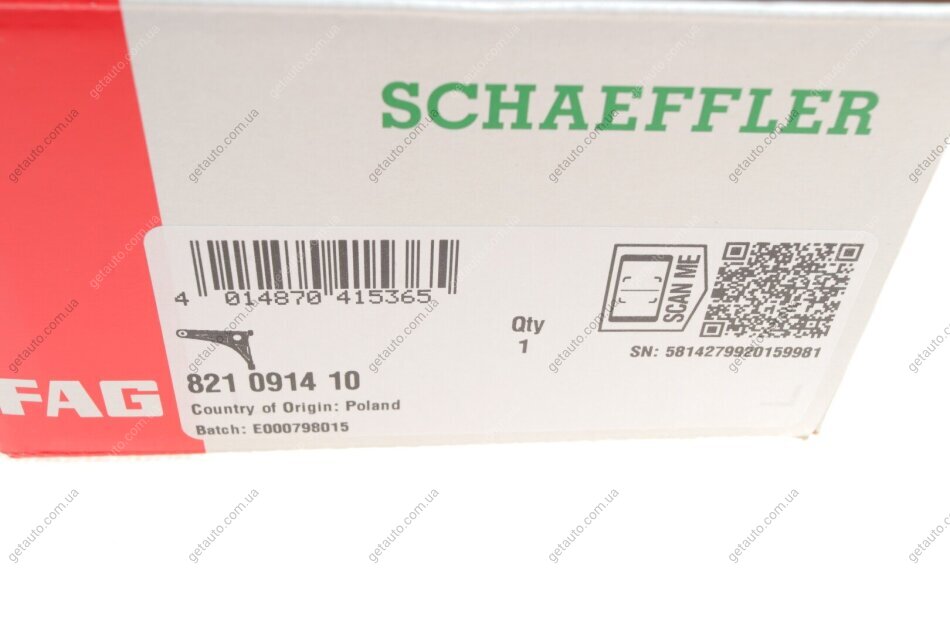 SCHAEFFLER
4 014870 415365
SCAN ME
Qty
1
SN: 5814279920159981
821 0914 10
FAG
Country of Origin: Poland
Batch: E000798015
getauto.com.ua